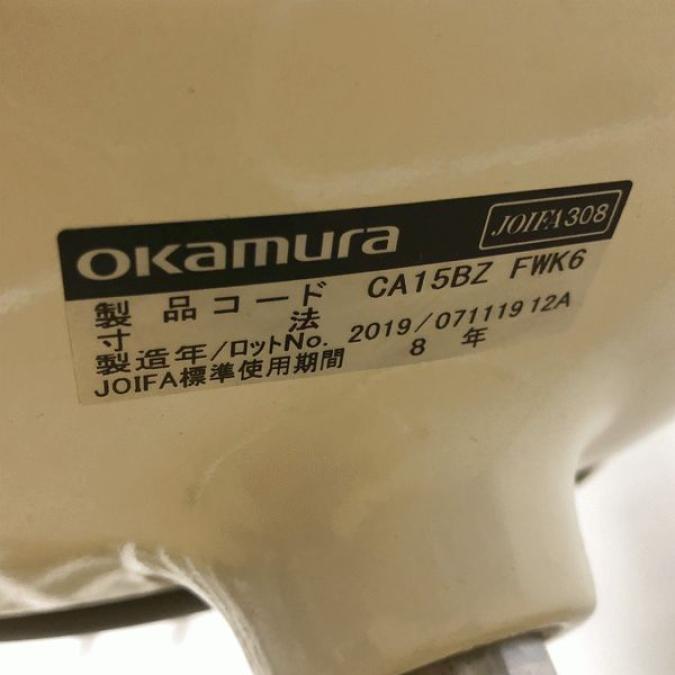 okamura JOIFA308
製品コード CA15BZ FWK6
寸法
製造年/ロットNo. 2019/07111912A
JOIFA標準使用期間 8年